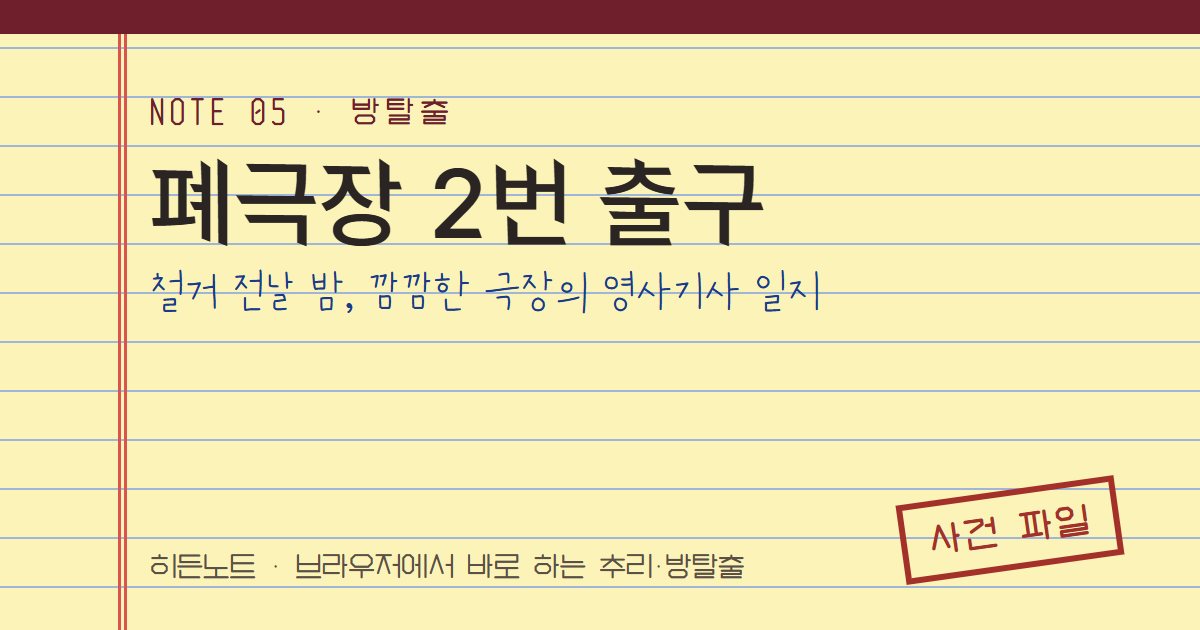 NOTE 05 · 방탈출
폐극장 2번 출구
철거 전날 밤, 깜깜한 극장의 영사기사 일지
사건 파일
히든노트 · 브라우저에서 바로 하는 추리·방탈출